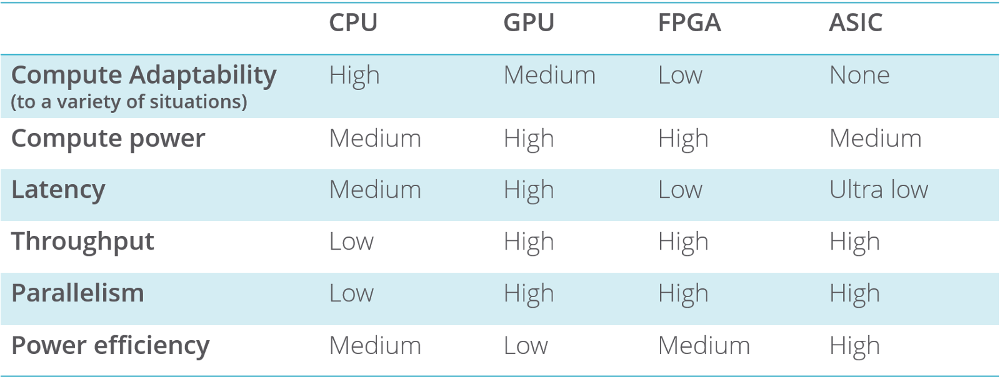 CPU GPU FPGA ASIC
Compute Adaptability High Medium Low None
(to a variety of situations)
Compute power Medium High High Medium
Latency Medium High Low Ultra low
Throughput Low High High High
Parallelism Low High High High
Power efficiency Medium Low Medium High